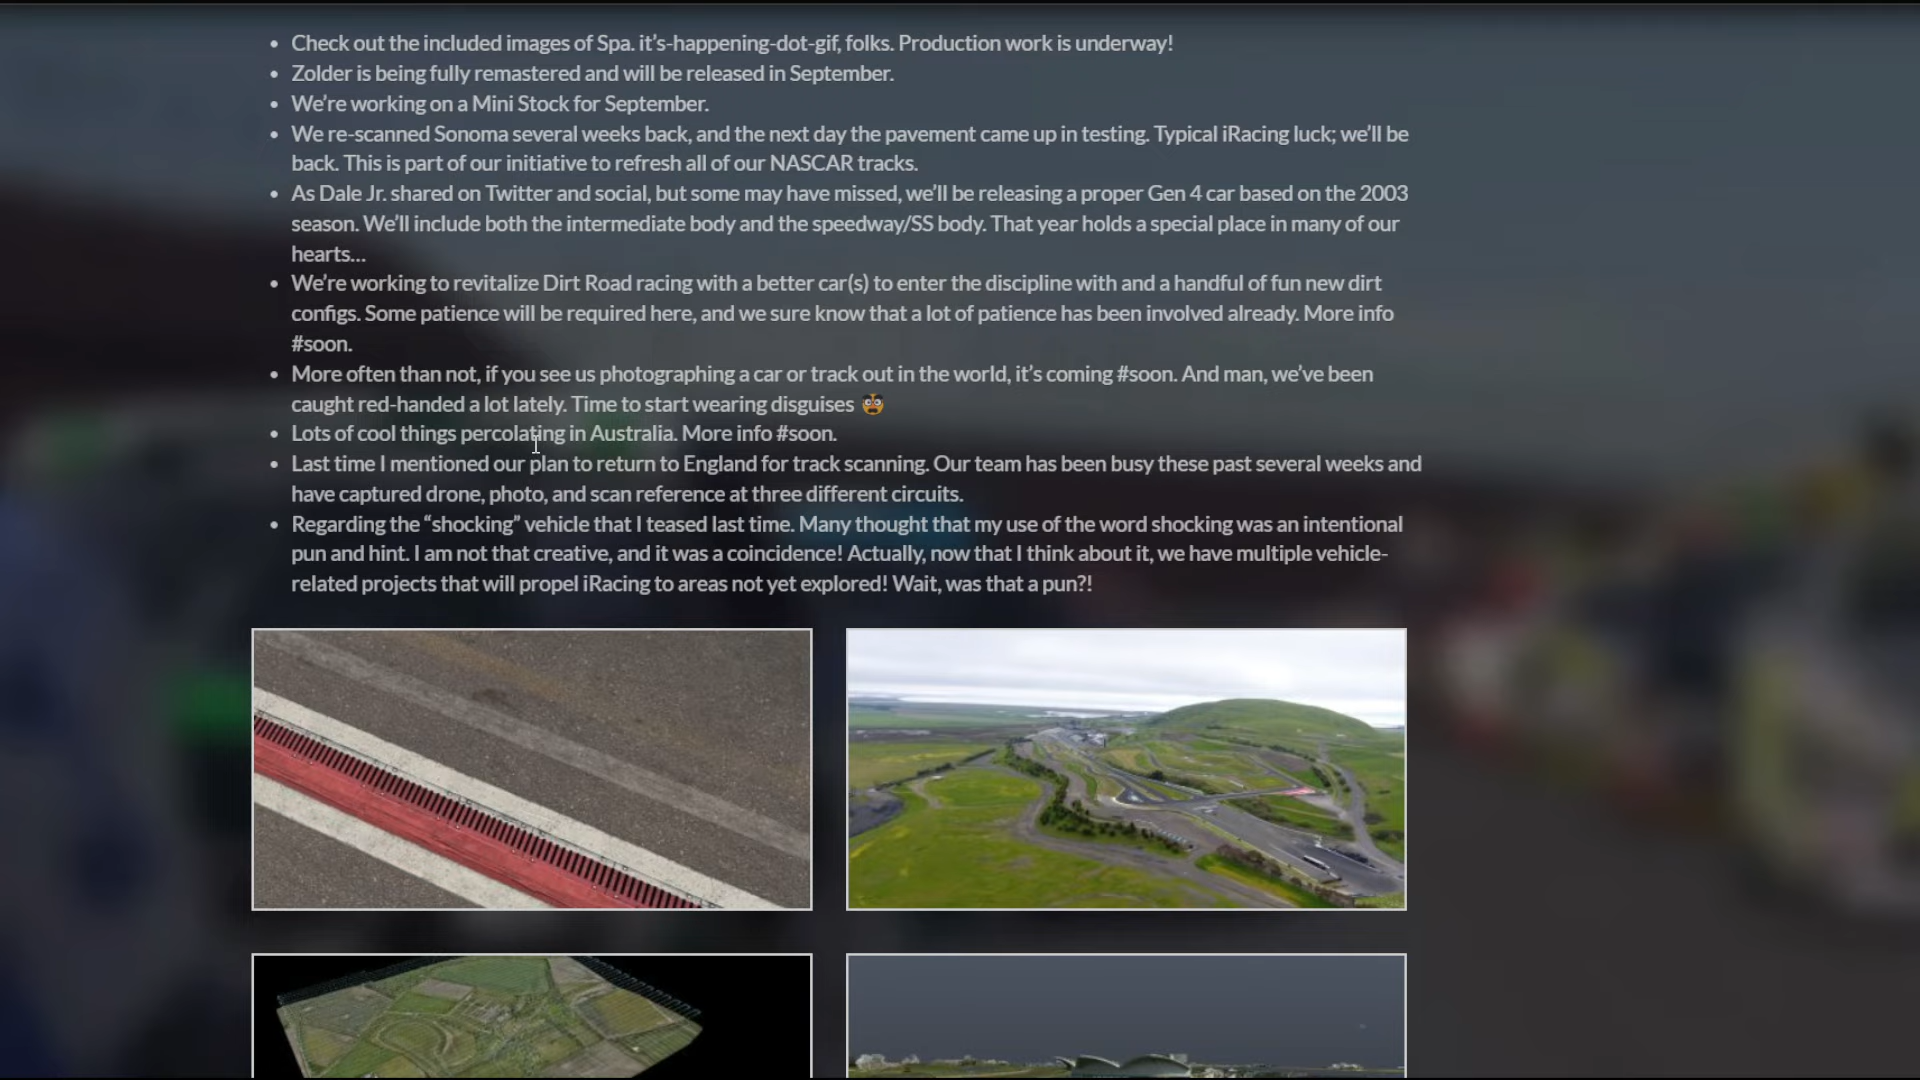 • Check out the included images of Spa. it’s-happening-dot-gif, folks. Production work is underway!
• Zolder is being fully remastered and will be released in September.
• We’re working on a Mini Stock for September.
• We re-scanned Sonoma several weeks back, and the next day the pavement came up in testing. Typical iRacing luck; we’ll be
back. This is part of our initiative to refresh all of our NASCAR tracks.
• As Dale Jr. shared on Twitter and social, but some may have missed, we’ll be releasing a proper Gen 4 car based on the 2003
season. We’ll include both the intermediate body and the speedway/SS body. That year holds a special place in many of our
hearts…
• We’re working to revitalize Dirt Road racing with a better car(s) to enter the discipline with and a handful of fun new dirt
configs. Some patience will be required here, and we sure know that a lot of patience has been involved already. More info
#soon.
• More often than not, if you see us photographing a car or track out in the world, it’s coming #soon. And man, we’ve been
caught red-handed a lot lately. Time to start wearing disguises 🥸
• Lots of cool things percolating in Australia. More info #soon.
• Last time I mentioned our plan to return to England for track scanning. Our team has been busy these past several weeks and
have captured drone, photo, and scan reference at three different circuits.
• Regarding the “shocking” vehicle that I teased last time. Many thought that my use of the word shocking was an intentional
pun and hint. I am not that creative, and it was a coincidence! Actually, now that I think about it, we have multiple vehicle-
related projects that will propel iRacing to areas not yet explored! Wait, was that a pun?!